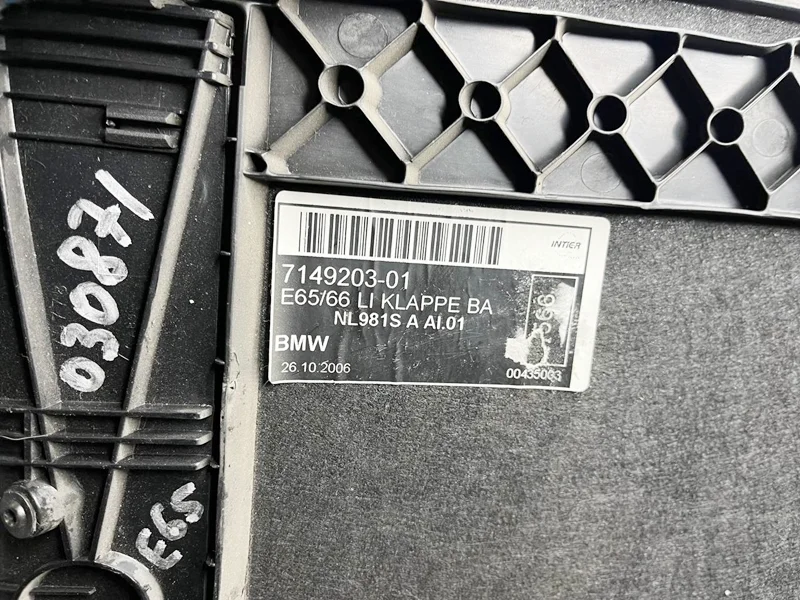 030871
INTIER
7149203-01
E65/66 LI KLAPPE BA
NL981S A AI.01
BMW
26.10.2006
00435033
E65